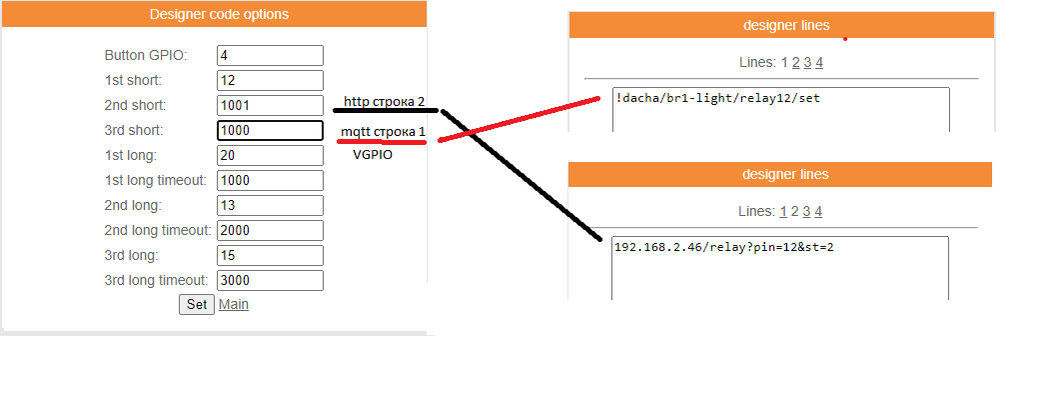 Designer code options
Button GPIO: 4
1st short: 12
2nd short: 1001
3rd short: 1000
1st long: 20
1st long timeout: 1000
2nd long: 13
2nd long timeout: 2000
3rd long: 15
3rd long timeout: 3000
Set Main
http строка 2
mqtt строка 1
VGPIO
designer lines
Lines: 1 2 3 4
!dacha/br1-light/relay12/set
designer lines
Lines: 1 2 3 4
192.168.2.46/relay?pin=12&st=2